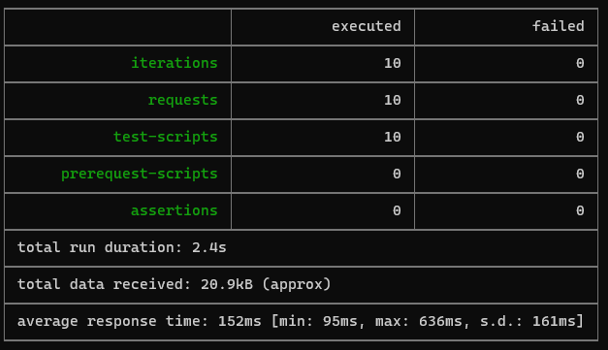 executed failed
iterations 10 0
requests 10 0
test-scripts 10 0
prerequest-scripts 0 0
assertions 0 0
total run duration: 2.4s
total data received: 20.9kB (approx)
average response time: 152ms [min: 95ms, max: 636ms, s.d.: 161ms]